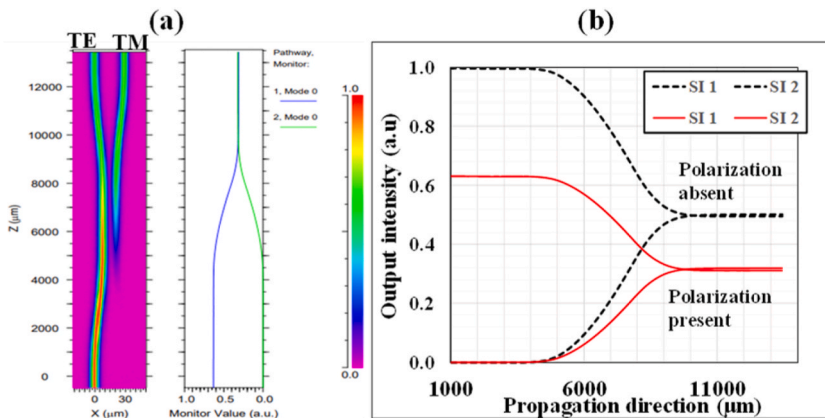 (a)
(b)
TE TM
Pathway,
Monitor:
1, Mode 0
2, Mode 0
12000
10000
8000
6000
4000
2000
0
Z (μm)
0 30
X (μm)
1.0 0.5 0.0
Monitor Value (a.u.)
1.0
0.0
1.0
0.8
0.6
0.4
0.2
0.0
Output intensity (a.u)
SI 1 SI 2
SI 1 SI 2
Polarization
absent
Polarization
present
1000 6000 11000
Propagation direction (μm)